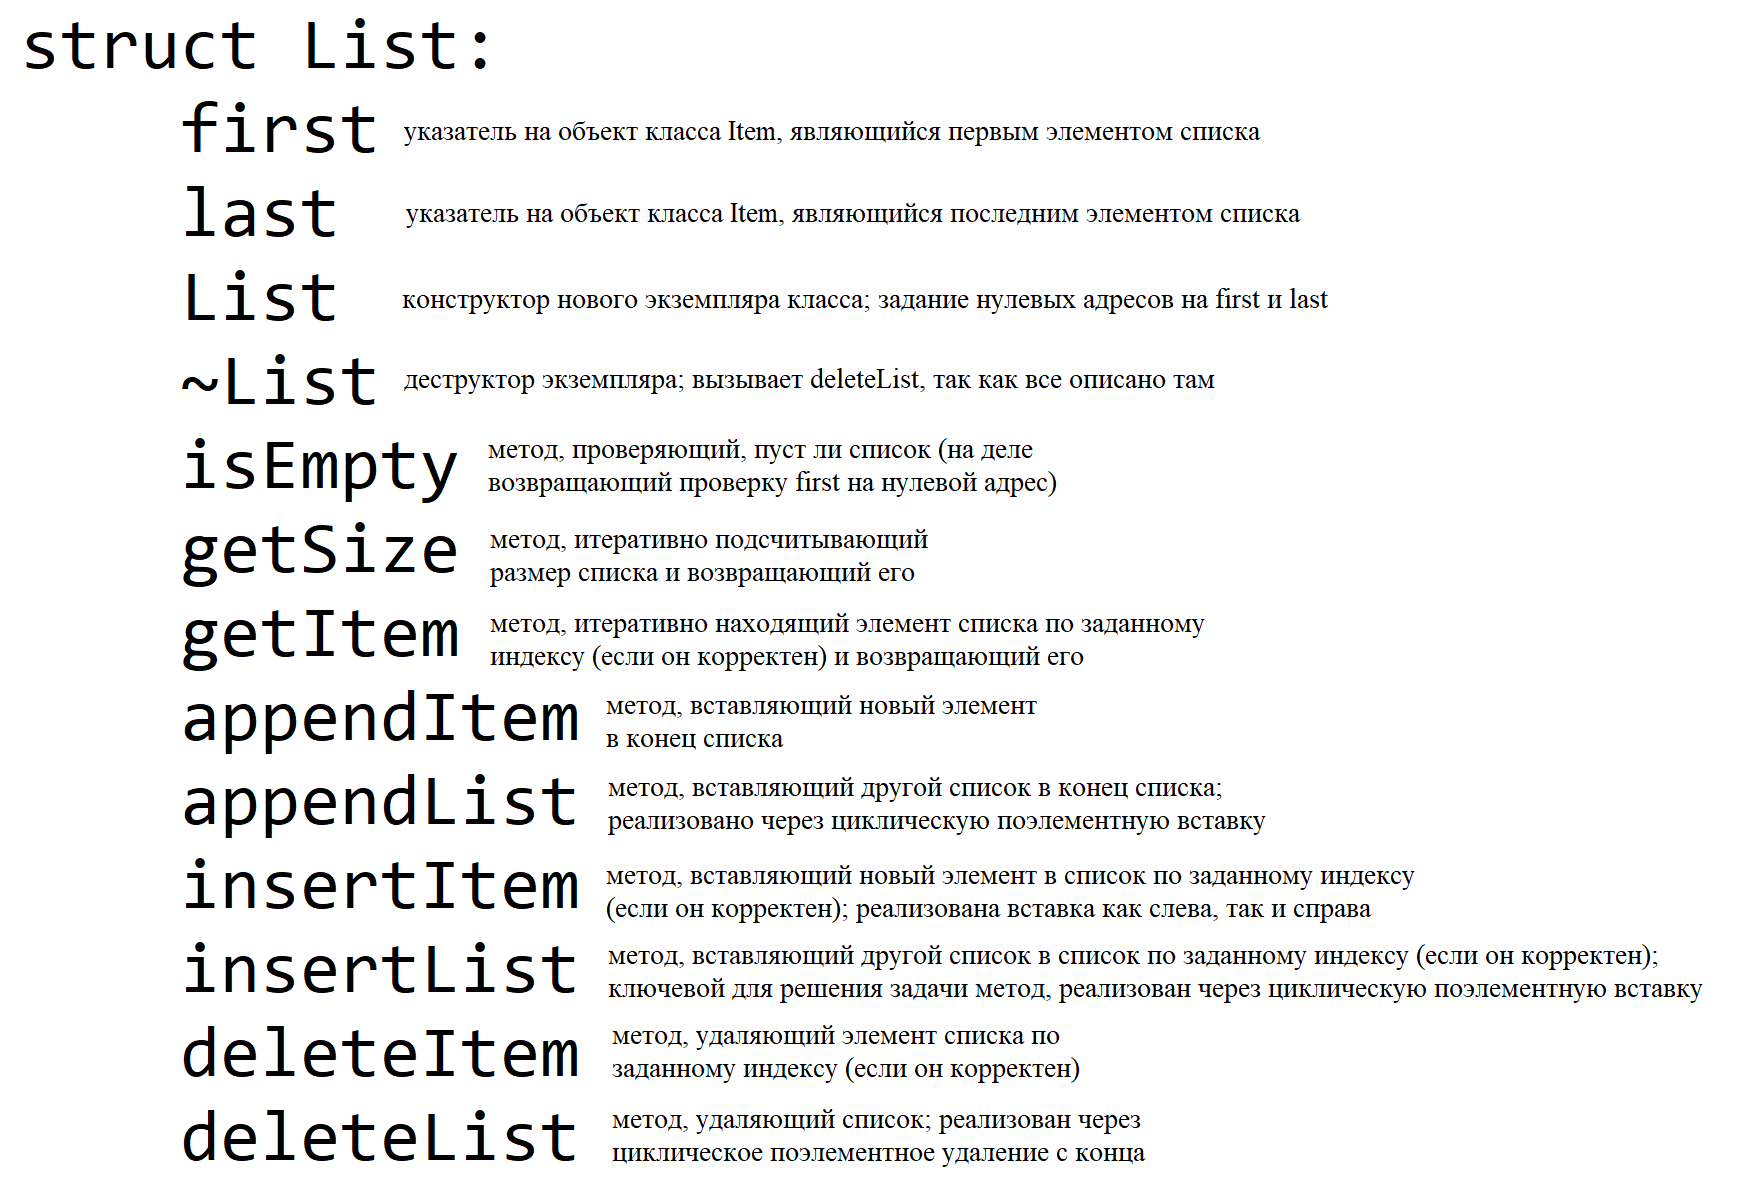 struct List:
first указатель на объект класса Item, являющийся первым элементом списка
last указатель на объект класса Item, являющийся последним элементом списка
List конструктор нового экземпляра класса; задание нулевых адресов на first и last
~List деструктор экземпляра; вызывает deleteList, так как все описано там
isEmpty метод, проверяющий, пуст ли список (на деле
возвращающий проверку first на нулевой адрес)
getSize метод, итеративно подсчитывающий
размер списка и возвращающий его
getItem метод, итеративно находящий элемент списка по заданному
индексу (если он корректен) и возвращающий его
appendItem метод, вставляющий новый элемент
в конец списка
appendList метод, вставляющий другой список в конец списка;
реализовано через циклическую поэлементную вставку
insertItem метод, вставляющий новый элемент в список по заданному индексу
(если он корректен); реализована вставка как слева, так и справа
insertList метод, вставляющий другой список в список по заданному индексу (если он корректен);
ключевой для решения задачи метод, реализован через циклическую поэлементную вставку
deleteItem метод, удаляющий элемент списка по
заданному индексу (если он корректен)
deleteList метод, удаляющий список; реализован через
циклическое поэлементное удаление с конца